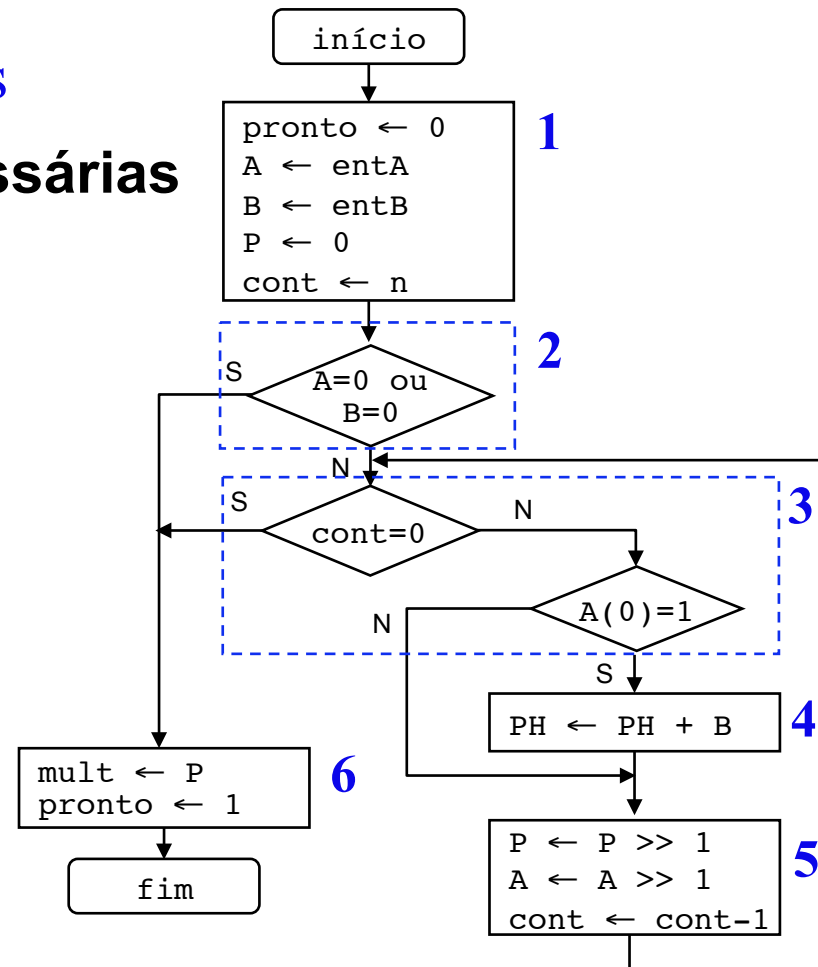 início
s
ssárias
1
pronto ← 0
A ← entA
B ← entB
P ← 0
cont ← n
2
S
A=0 ou
B=0
N
3
S
cont=0
N
A(0)=1
N
S
PH ← PH + B
4
mult ← P
pronto ← 1
6
fim
P ← P >> 1
A ← A >> 1
cont ← cont-1
5